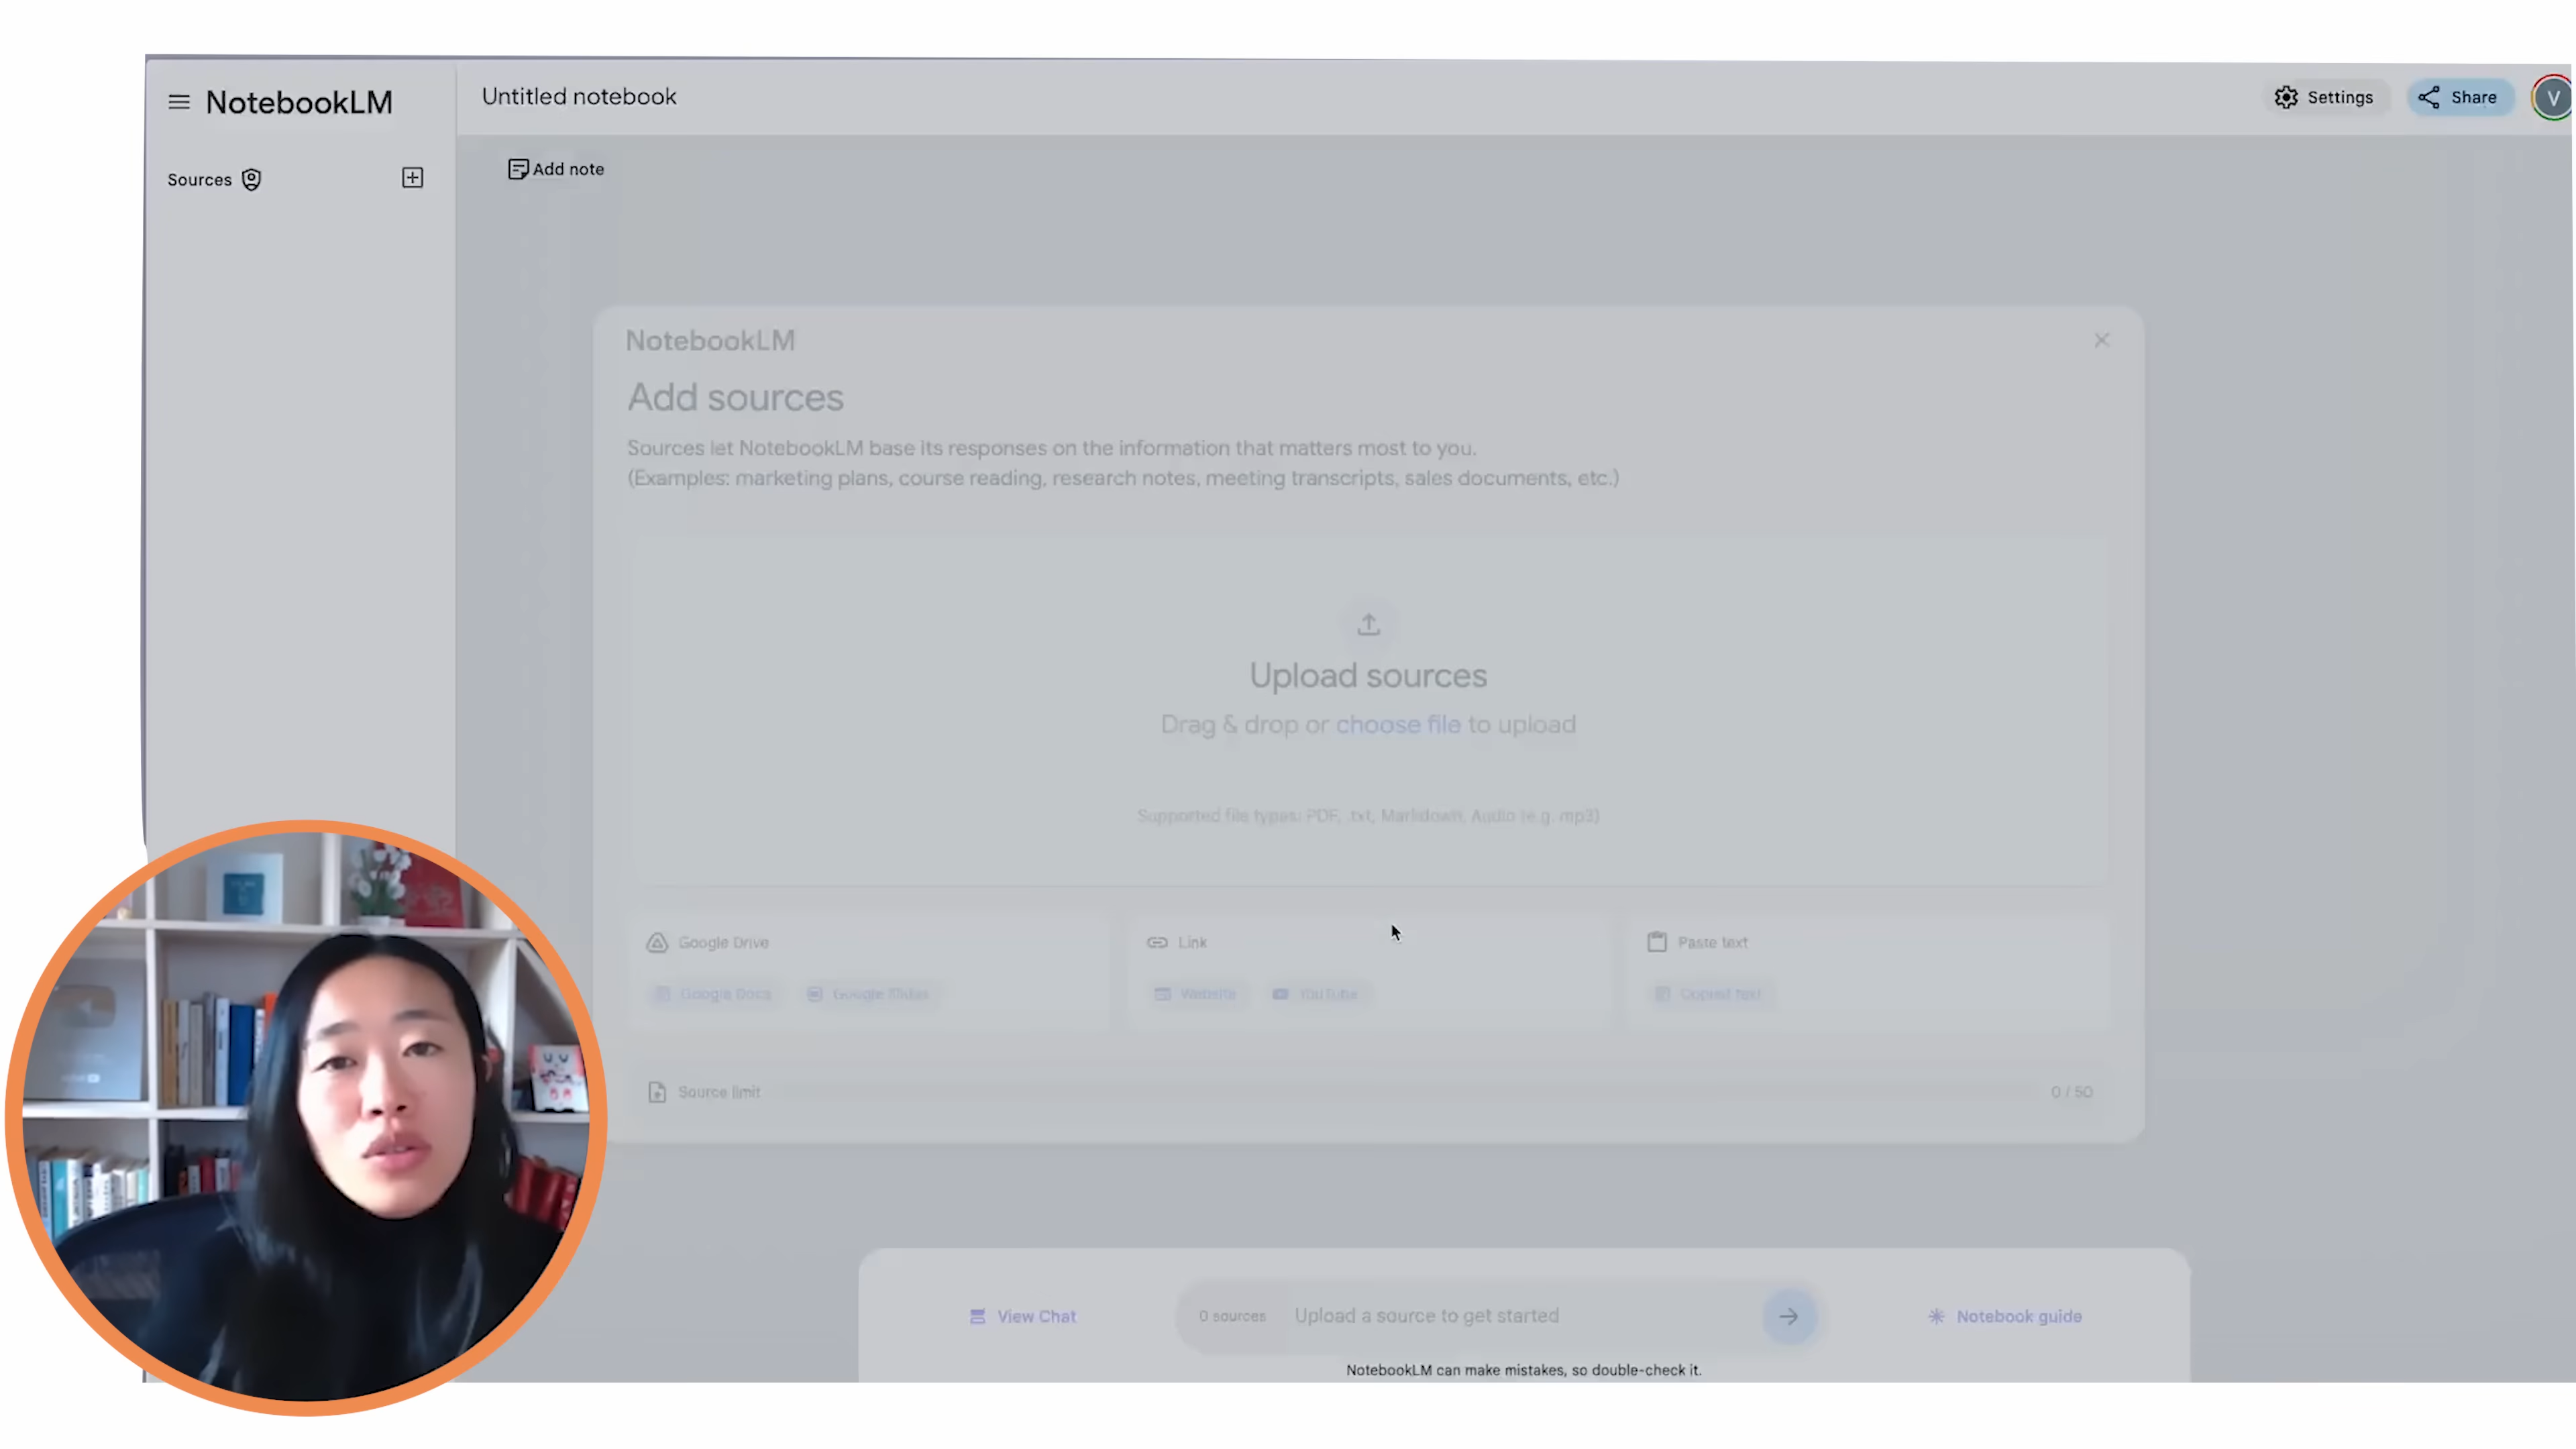 NotebookLM
Untitled notebook
Settings
Share
V
Sources
Add note
NotebookLM
Add sources
Sources let NotebookLM base its responses on the information that matters most to you.
(Examples: marketing plans, course reading, research notes, meeting transcripts, sales documents, etc.)
Upload sources
Drag & drop or choose file to upload
Supported file types: PDF, .txt, Markdown, Audio (e.g. mp3)
Google Drive
Link
Paste text
Google Docs
Google Slides
Website
YouTube
Copied text
Source limit
0 / 50
View Chat
0 sources
Upload a source to get started
Notebook guide
NotebookLM can make mistakes, so double-check it.